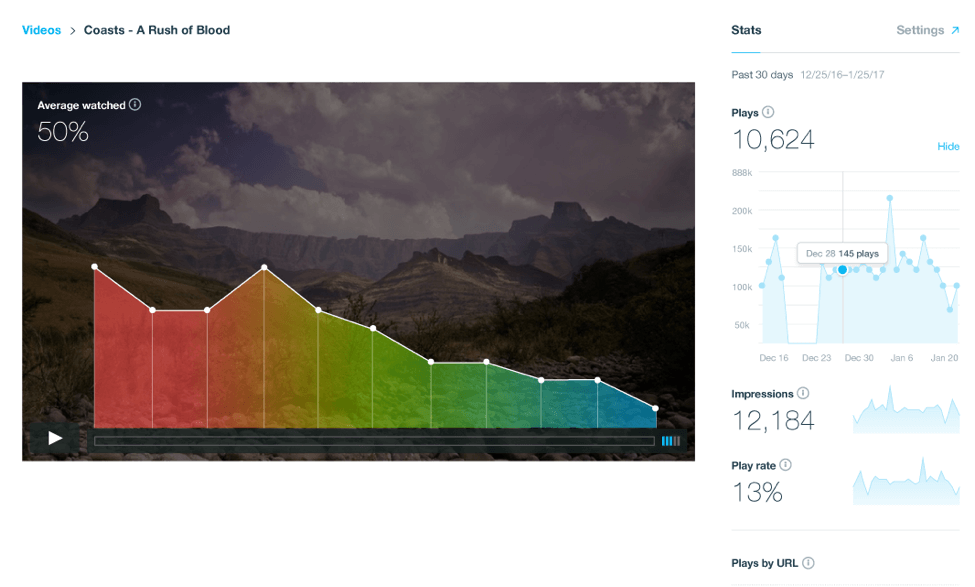 Videos > Coasts - A Rush of Blood
Average watched
50%
Stats
Settings
Past 30 days 12/25/16–1/25/17
Plays
10,624
Hide
888k
200k
150k
100k
50k
Dec 28 145 plays
Dec 16 Dec 23 Dec 30 Jan 6 Jan 20
Impressions
12,184
Play rate
13%
Plays by URL